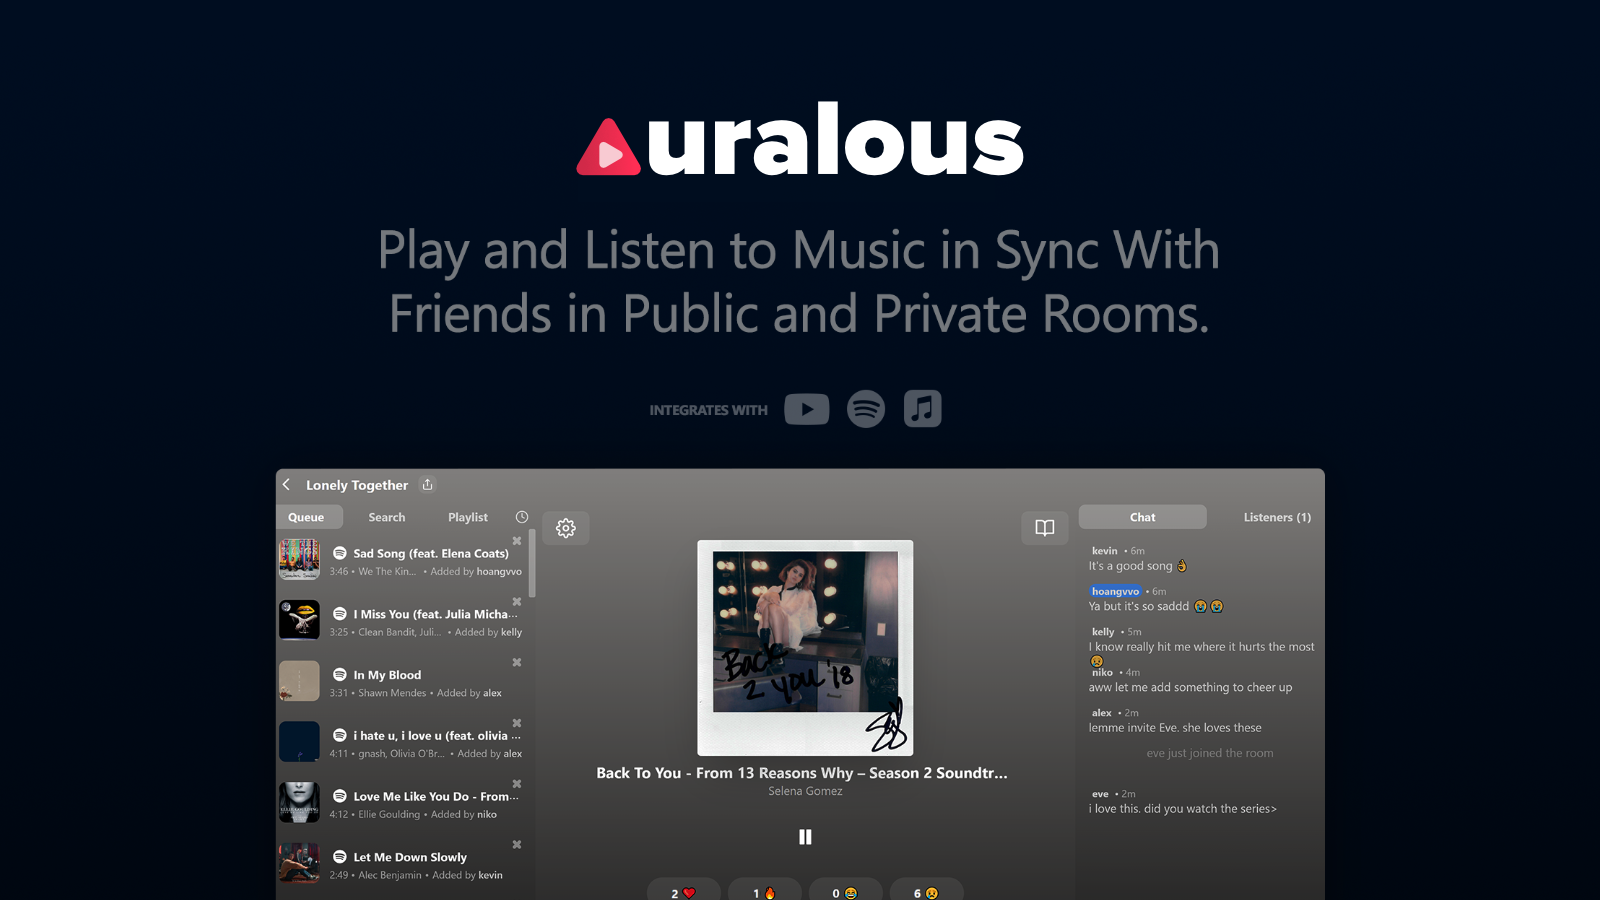 uralous
Play and Listen to Music in Sync With
Friends in Public and Private Rooms.
INTEGRATES WITH
Lonely Together
Queue Search Playlist
Sad Song (feat. Elena Coats)
3:46 • We The Kin... • Added by hoangvvo
I Miss You (feat. Julia Micha...
3:25 • Clean Bandit, Juli... • Added by kelly
In My Blood
3:31 • Shawn Mendes • Added by alex
i hate u, i love u (feat. olivia ...
4:11 • gnash, Olivia O'Br... • Added by alex
Love Me Like You Do - From...
4:12 • Ellie Goulding • Added by niko
Let Me Down Slowly
2:49 • Alec Benjamin • Added by kevin
Back
2 you '18
Back To You - From 13 Reasons Why – Season 2 Soundtr...
Selena Gomez
2 ❤️ 1 🔥 0 😂 6 😢
Chat Listeners (1)
kevin • 6m
It's a good song 👌
hoangvvo • 6m
Ya but it's so saddd 😭 😭
kelly • 5m
I know really hit me where it hurts the most
😢
niko • 4m
aww let me add something to cheer up
alex • 2m
lemme invite Eve. she loves these
eve just joined the room
eve • 2m
i love this. did you watch the series>